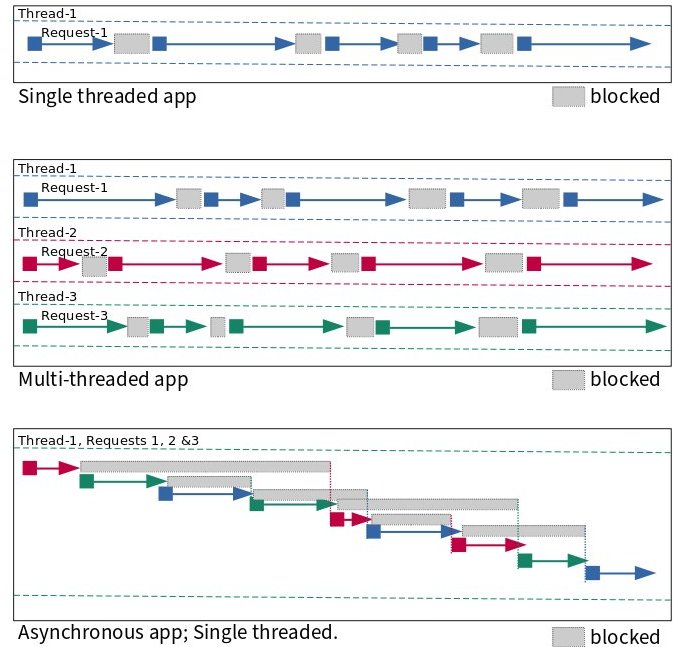 Thread-1
Request-1
Single threaded app
blocked
Thread-1
Request-1
Thread-2
Request-2
Thread-3
Request-3
Multi-threaded app
blocked
Thread-1, Requests 1, 2 &3
Asynchronous app; Single threaded.
blocked